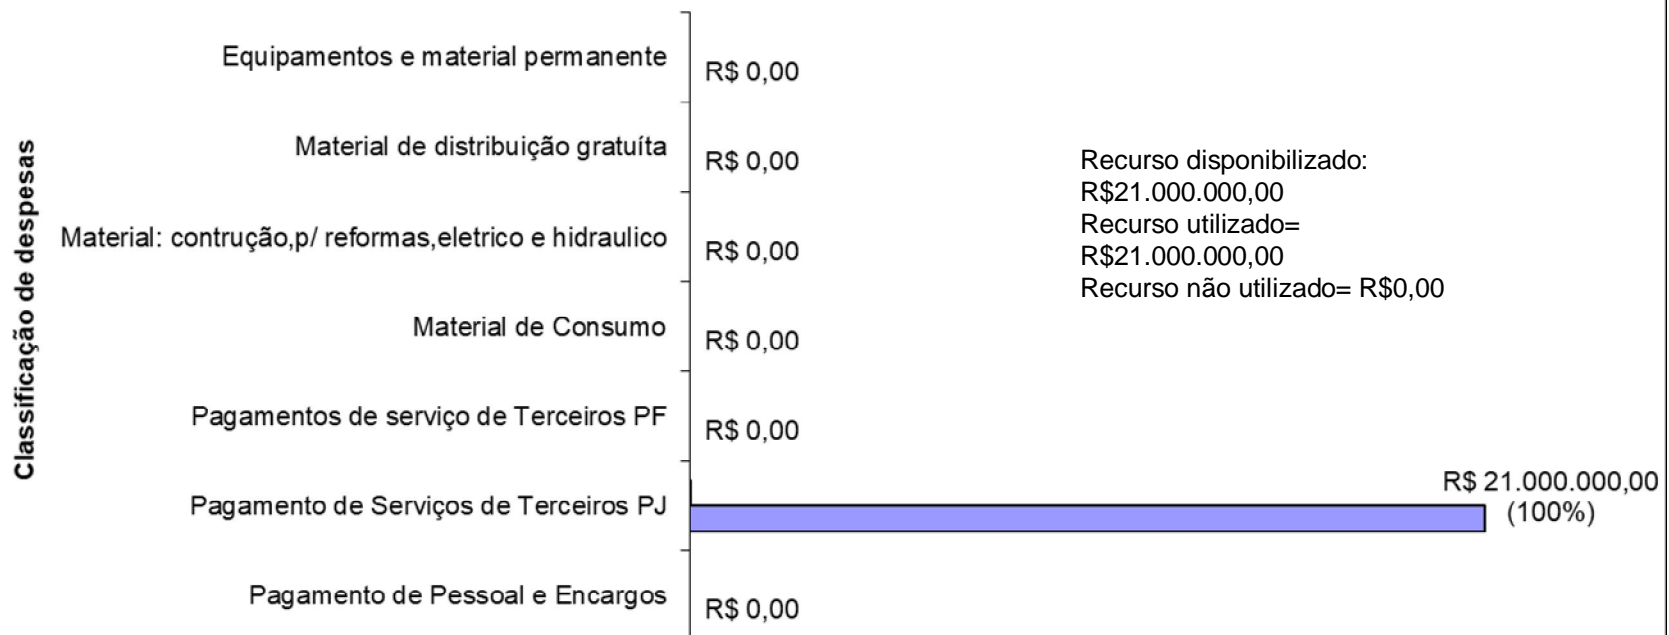 Classificação de despesas
Equipamentos e material permanente
R$ 0,00
Material de distribuição gratuíta
R$ 0,00
Material: contrução,p/ reformas,eletrico e hidraulico
R$ 0,00
Material de Consumo
R$ 0,00
Pagamentos de serviço de Terceiros PF
R$ 0,00
Pagamento de Serviços de Terceiros PJ
R$ 21.000.000,00
(100%)
Pagamento de Pessoal e Encargos
R$ 0,00
Recurso disponibilizado:
R$21.000.000,00
Recurso utilizado=
R$21.000.000,00
Recurso não utilizado= R$0,00